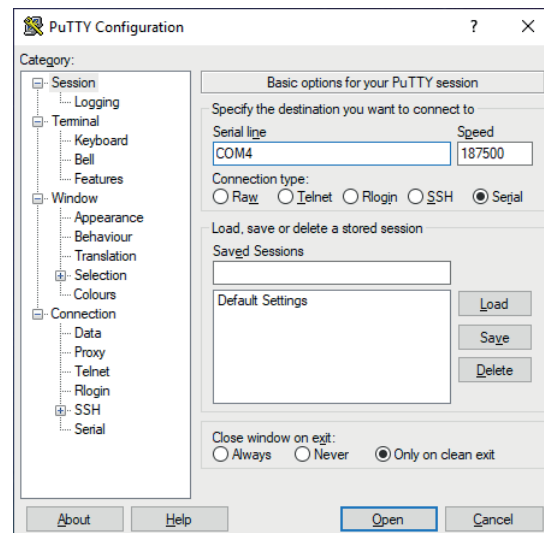 PuTTY Configuration
?
Category:
Session
Logging
Terminal
Keyboard
Bell
Features
Window
Appearance
Behaviour
Translation
Selection
Colours
Connection
Data
Proxy
Telnet
Rlogin
SSH
Serial
Basic options for your PuTTY session
Specify the destination you want to connect to
Serial line Speed
COM4 187500
Connection type:
Raw Telnet Rlogin SSH Serial
Load, save or delete a stored session
Saved Sessions
Default Settings
Load
Save
Delete
Close window on exit:
Always Never Only on clean exit
About Help Open Cancel